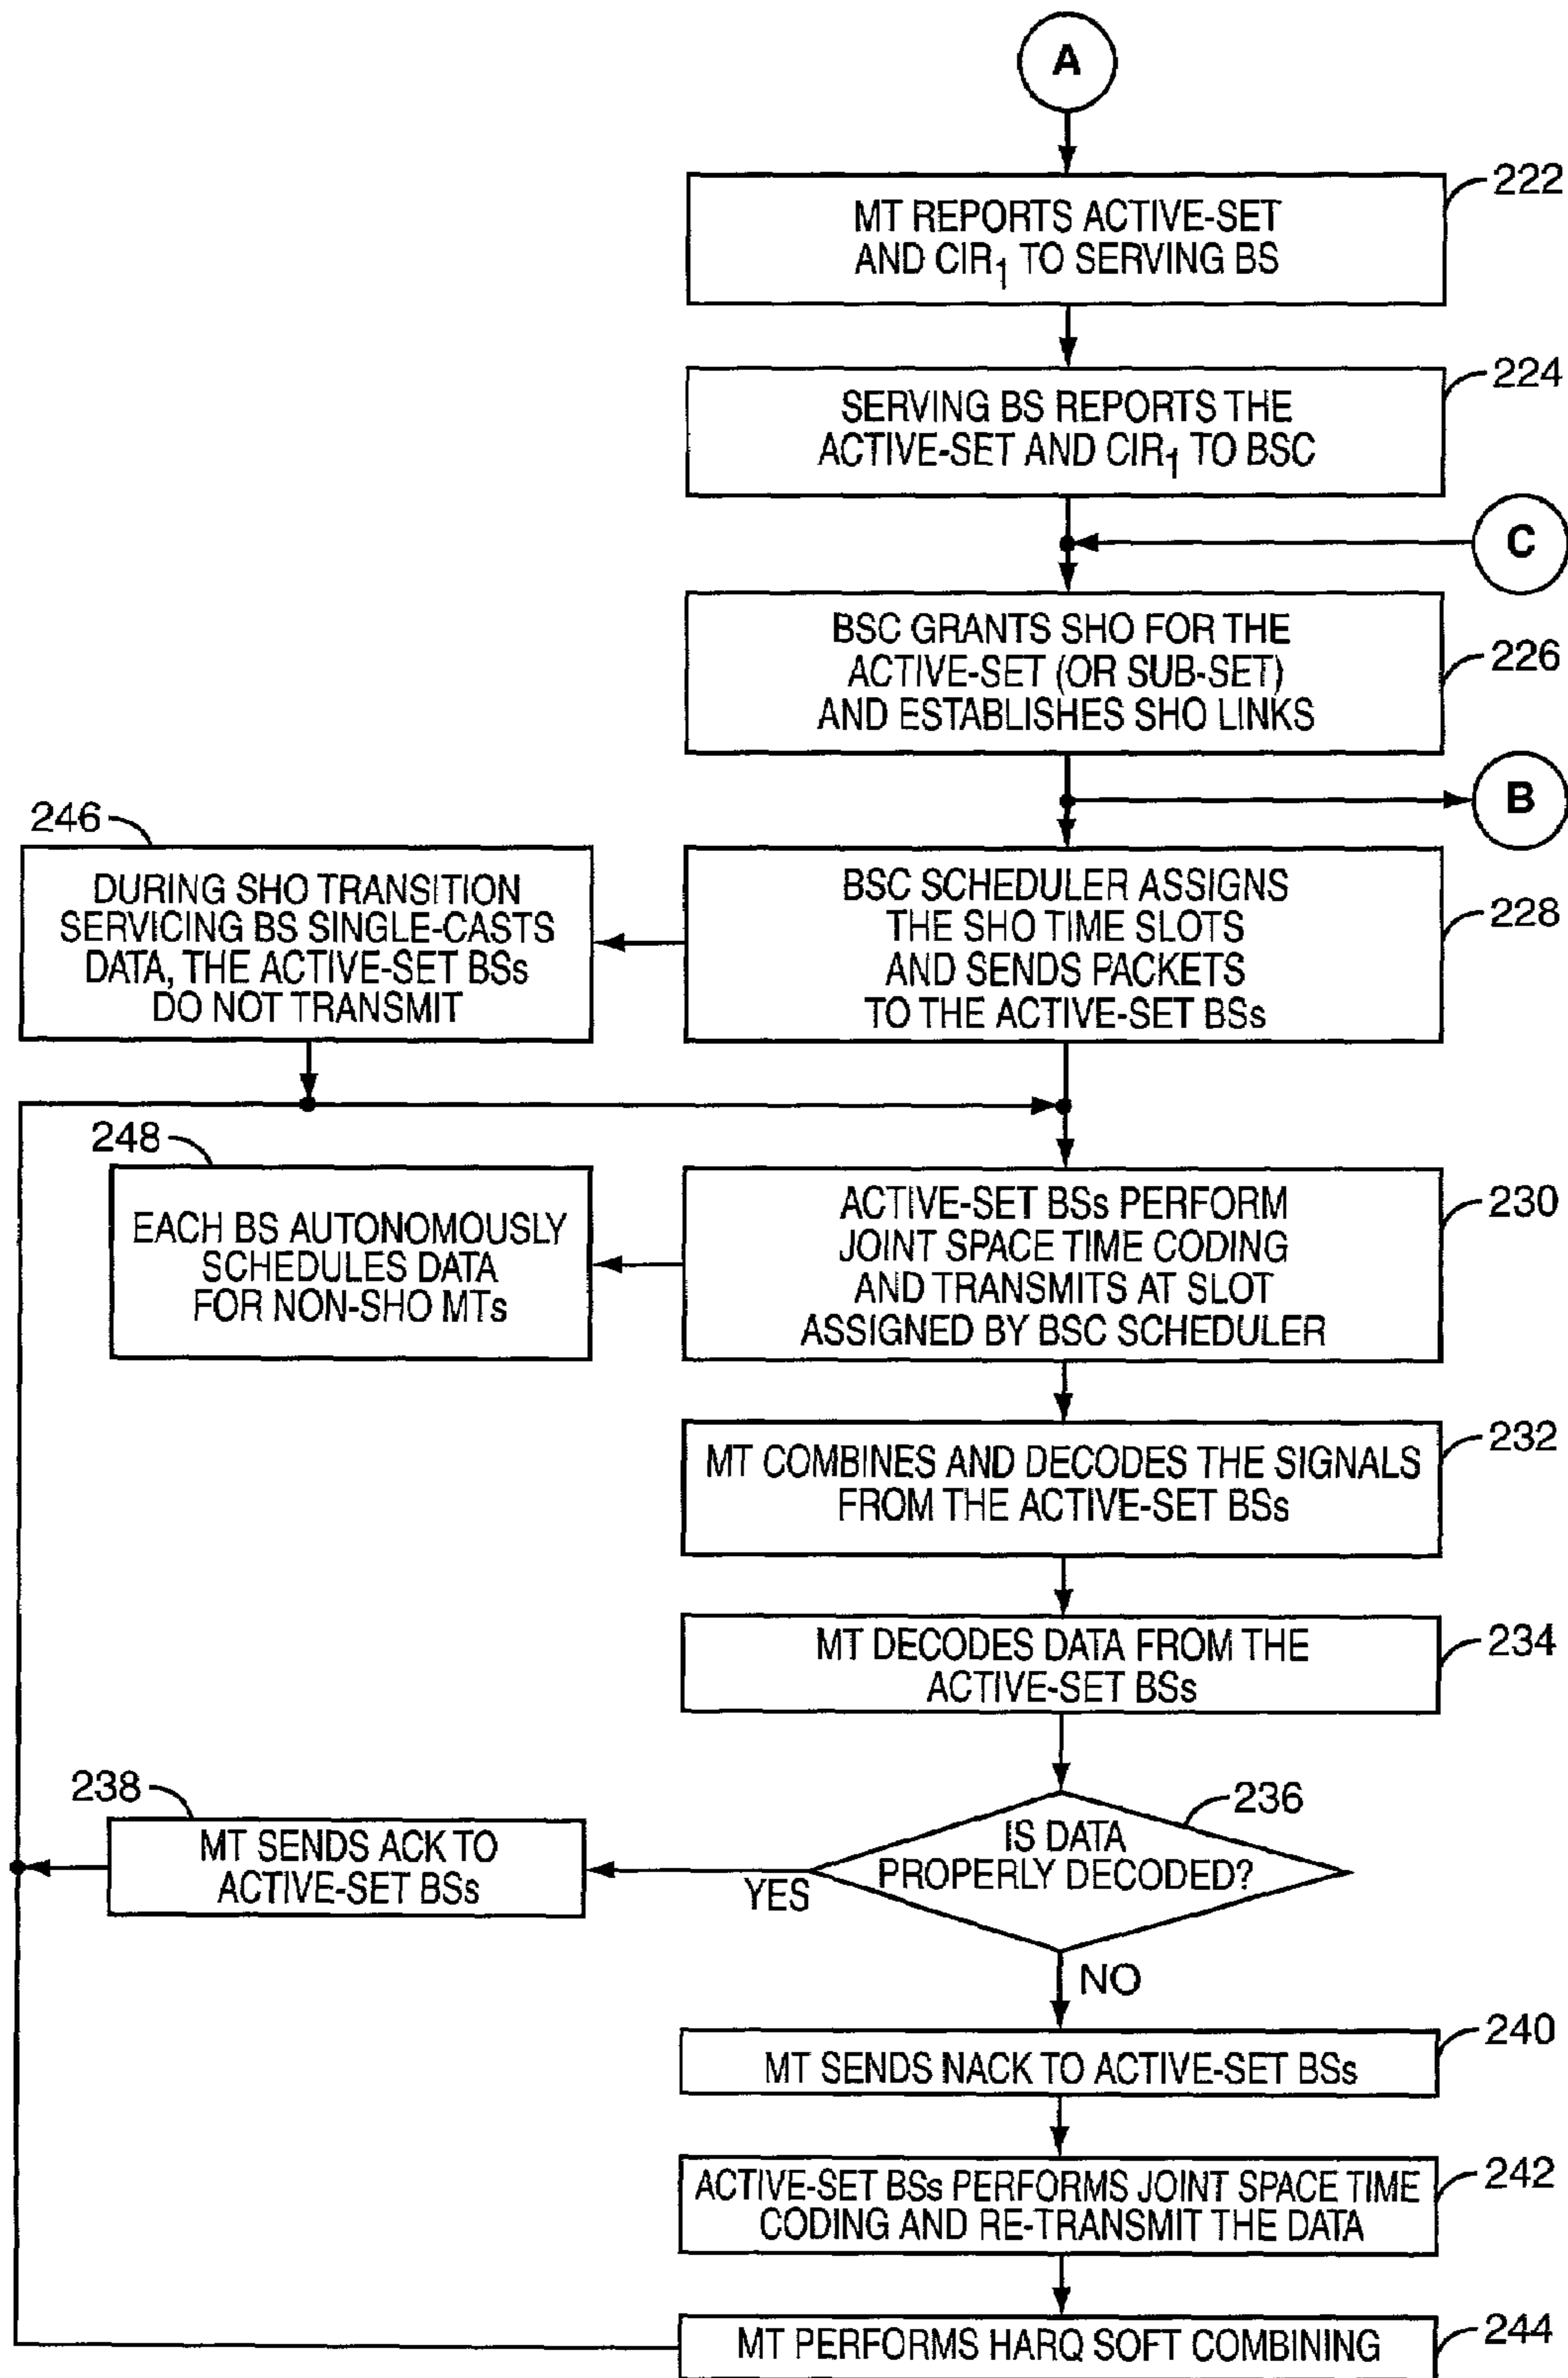 A
222
MT REPORTS ACTIVE-SET
AND CIR1 TO SERVING BS
224
SERVING BS REPORTS THE
ACTIVE-SET AND CIR1 TO BSC
C
BSC GRANTS SHO FOR THE
ACTIVE-SET (OR SUB-SET)
AND ESTABLISHES SHO LINKS
226
B
246
DURING SHO TRANSITION
SERVICING BS SINGLE-CASTS
DATA, THE ACTIVE-SET BSs
DO NOT TRANSMIT
BSC SCHEDULER ASSIGNS
THE SHO TIME SLOTS
AND SENDS PACKETS
TO THE ACTIVE-SET BSs
228
248
EACH BS AUTONOMOUSLY
SCHEDULES DATA
FOR NON-SHO MTs
ACTIVE-SET BSs PERFORM
JOINT SPACE TIME CODING
AND TRANSMITS AT SLOT
ASSIGNED BY BSC SCHEDULER
230
MT COMBINES AND DECODES THE SIGNALS
FROM THE ACTIVE-SET BSs
232
MT DECODES DATA FROM THE
ACTIVE-SET BSs
234
238
MT SENDS ACK TO
ACTIVE-SET BSs
YES
236
IS DATA
PROPERLY DECODED?
NO
240
MT SENDS NACK TO ACTIVE-SET BSs
242
ACTIVE-SET BSs PERFORMS JOINT SPACE TIME
CODING AND RE-TRANSMIT THE DATA
244
MT PERFORMS HARQ SOFT COMBINING